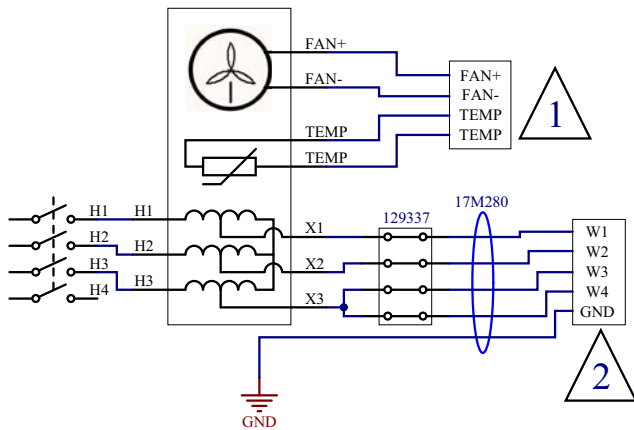 FAN+
FAN-
TEMP
TEMP
FAN+
FAN-
TEMP
TEMP
1
H1 H1
H2 H2
H3 H3
H4
X1
X2
X3
129337
17M280
W1
W2
W3
W4
GND
2
GND